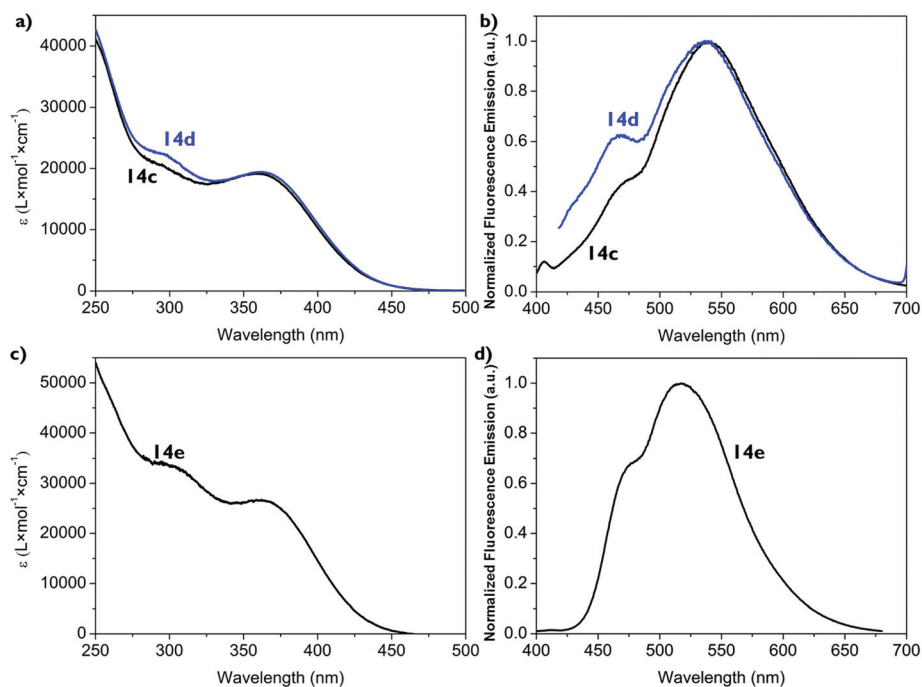 a)
40000
30000
20000
10000
0
ε (L×mol⁻¹×cm⁻¹)
14d
14c
250 300 350 400 450 500
Wavelength (nm)
b)
1.0
0.8
0.6
0.4
0.2
0.0
Normalized Fluorescence Emission (a.u.)
14d
14c
400 450 500 550 600 650 700
Wavelength (nm)
c)
50000
40000
30000
20000
10000
0
ε (L×mol⁻¹×cm⁻¹)
14e
250 300 350 400 450 500
Wavelength (nm)
d)
1.0
0.8
0.6
0.4
0.2
0.0
Normalized Fluorescence Emission (a.u.)
14e
400 450 500 550 600 650 700
Wavelength (nm)